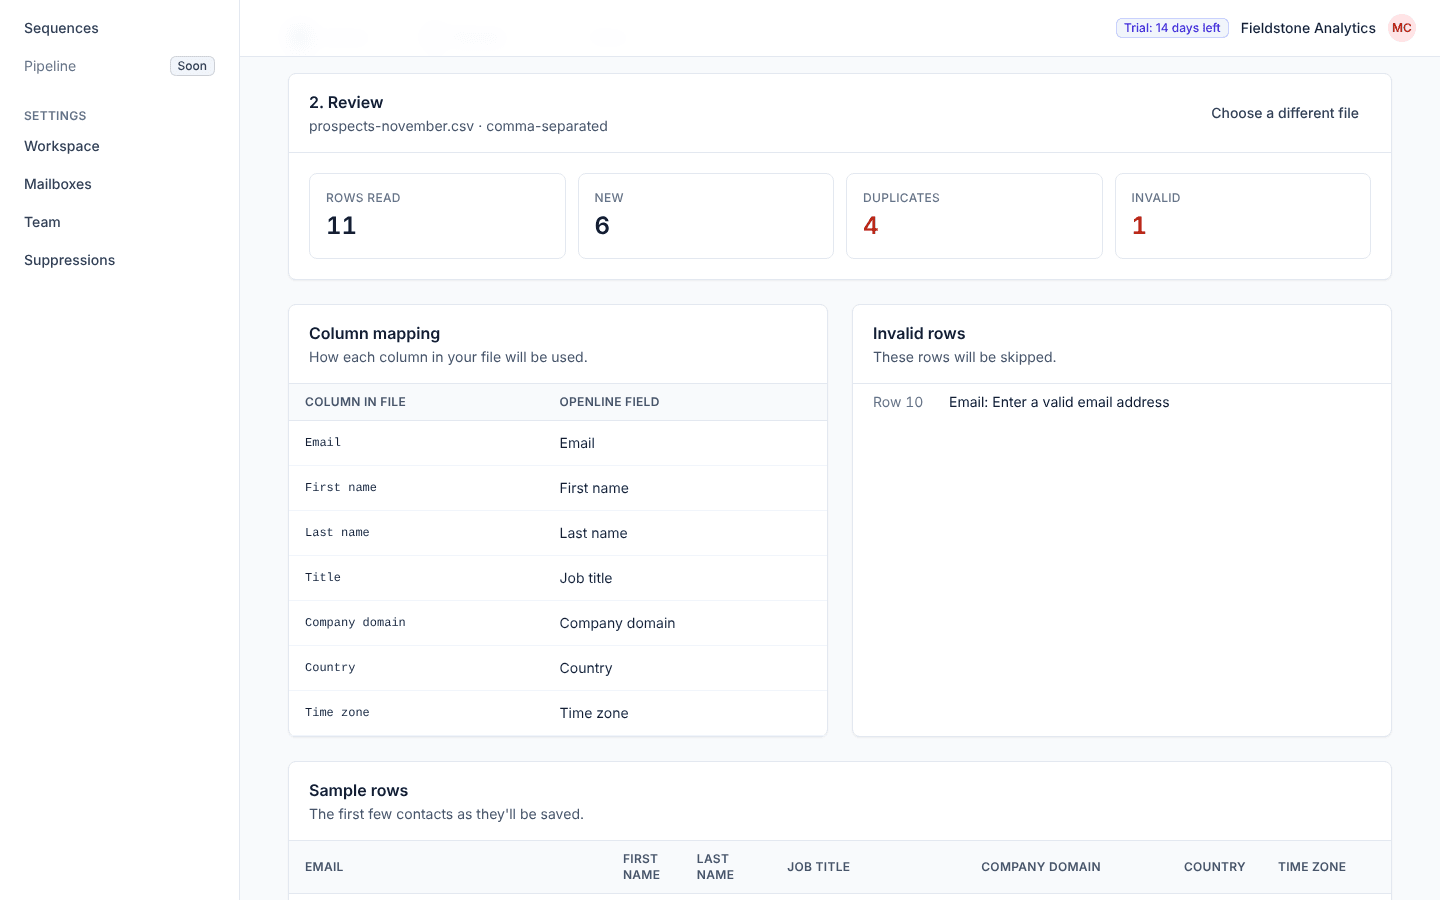 Sequences
Pipeline
Soon
SETTINGS
Workspace
Mailboxes
Team
Suppressions
Trial: 14 days left
Fieldstone Analytics
MC
2. Review
prospects-november.csv · comma-separated
Choose a different file
ROWS READ
11
NEW
6
DUPLICATES
4
INVALID
1
Column mapping
How each column in your file will be used.
COLUMN IN FILE
OPENLINE FIELD
Email
Email
First name
First name
Last name
Last name
Title
Job title
Company domain
Company domain
Country
Country
Time zone
Time zone
Invalid rows
These rows will be skipped.
Row 10
Email: Enter a valid email address
Sample rows
The first few contacts as they'll be saved.
EMAIL
FIRST
NAME
LAST
NAME
JOB TITLE
COMPANY DOMAIN
COUNTRY
TIME ZONE